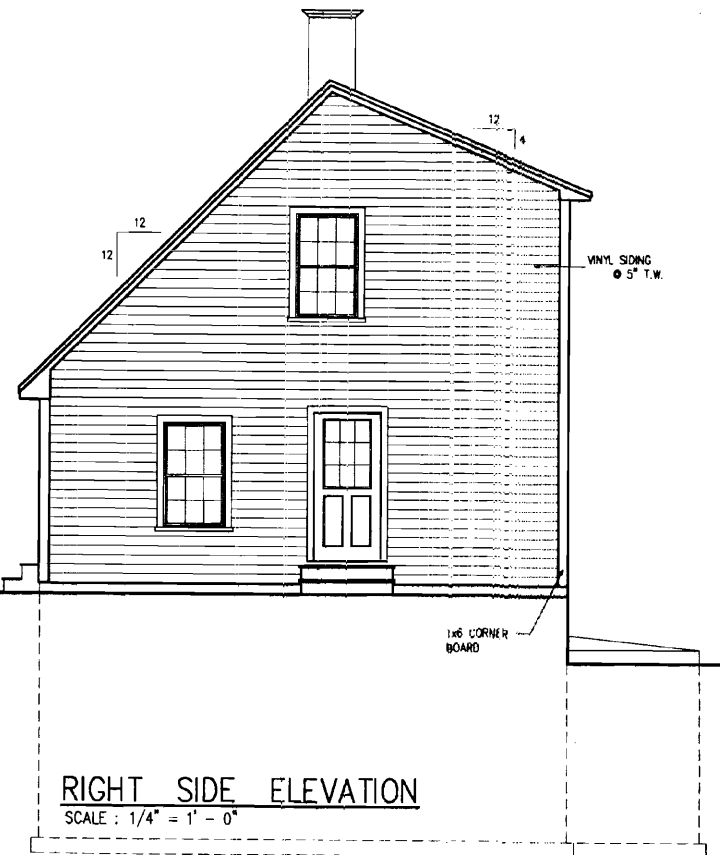 12
4
12
12
VINYL SIDING
@ 5" T.W.
1x6 CORNER
BOARD
RIGHT SIDE ELEVATION
SCALE : 1/4" = 1' - 0"